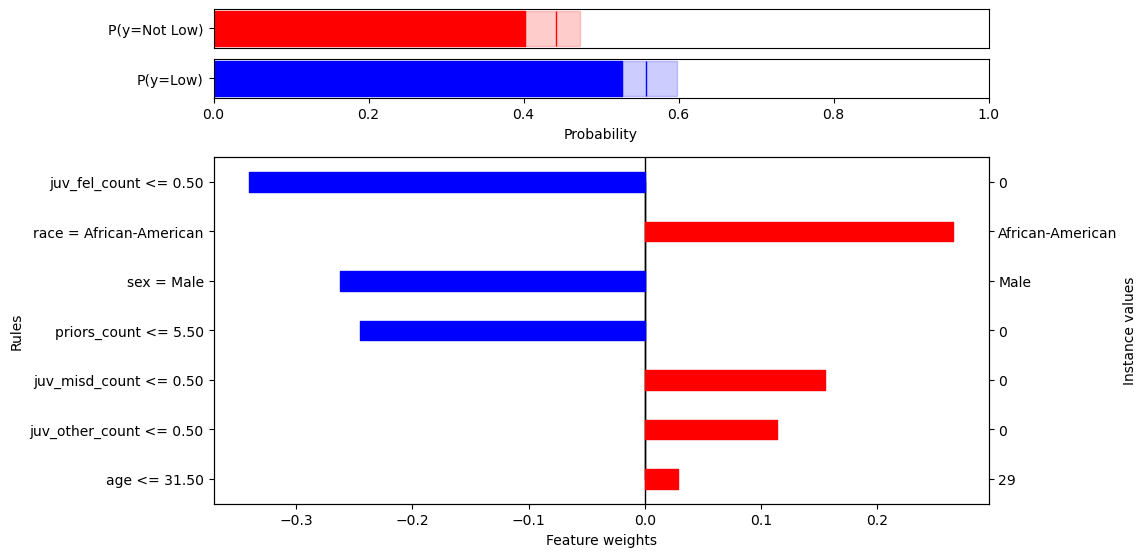 P(y=Not Low)
P(y=Low)
0.0 0.2 0.4 0.6 0.8 1.0
Probability
juv_fel_count <= 0.50 0
race = African-American African-American
sex = Male Male
priors_count <= 5.50 0
juv_misd_count <= 0.50 0
juv_other_count <= 0.50 0
age <= 31.50 29
Rules
Instance values
−0.3 −0.2 −0.1 0.0 0.1 0.2
Feature weights